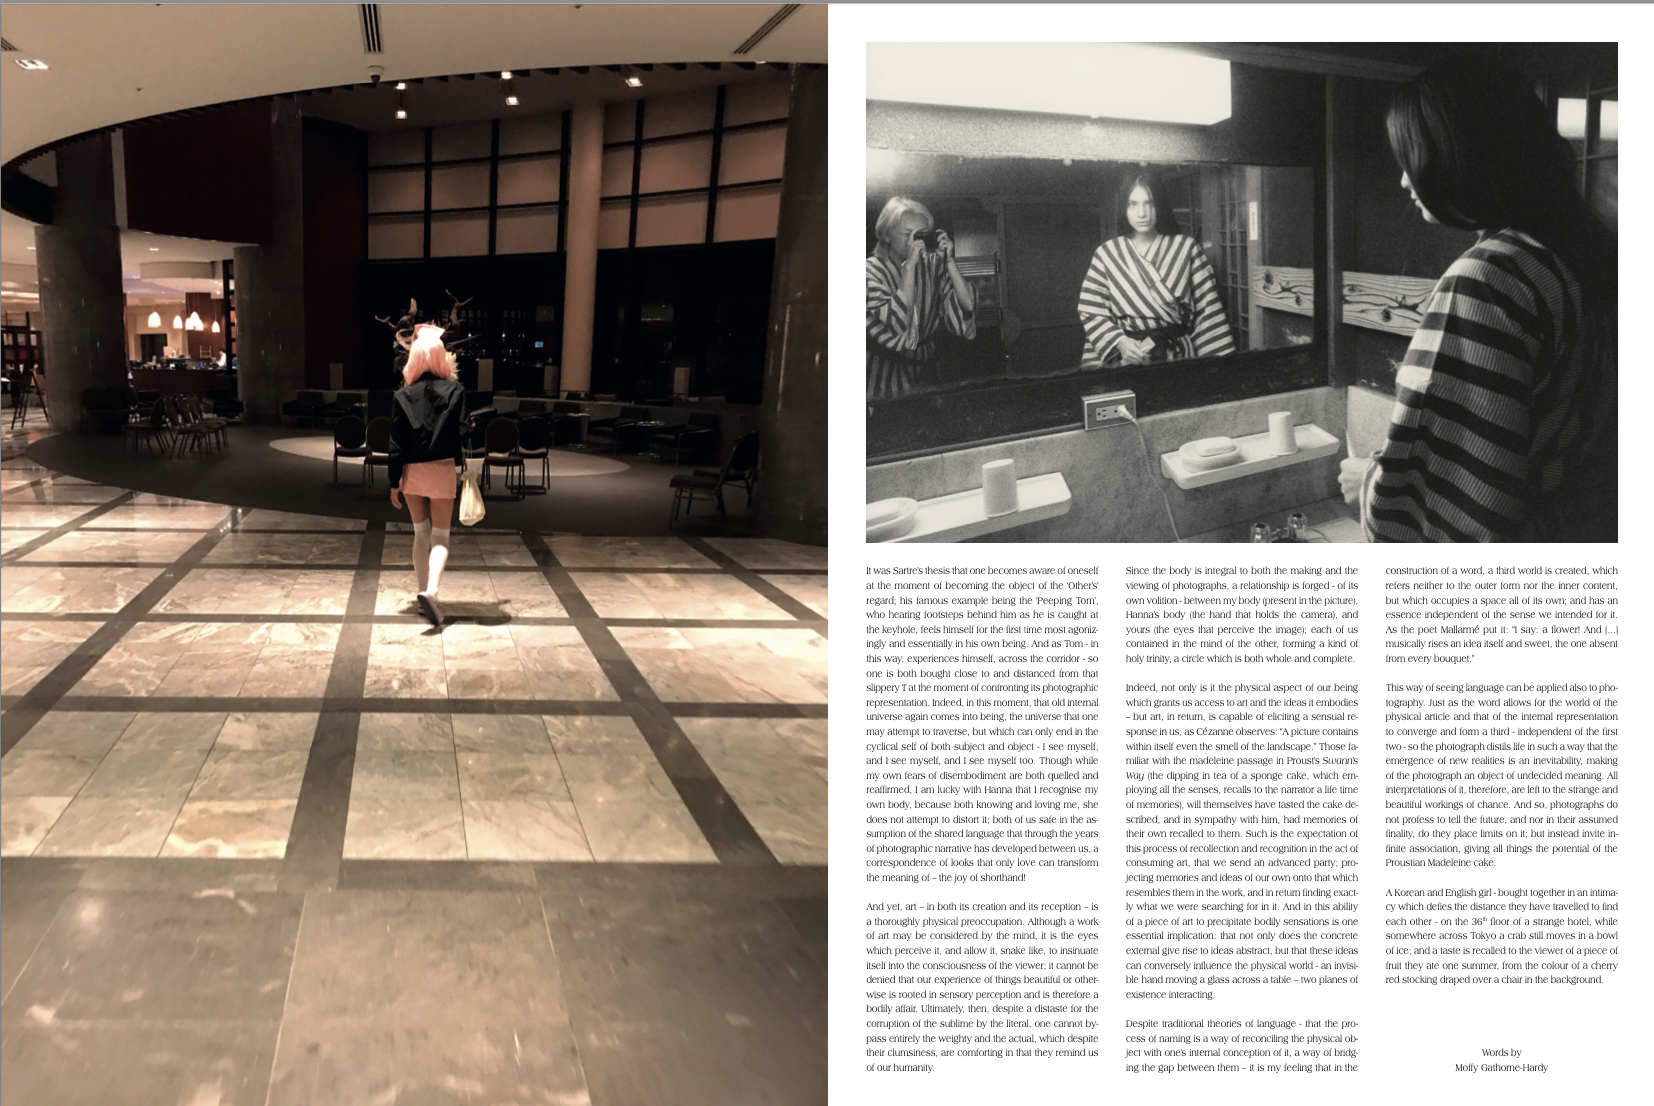 It was Sartre's thesis that one becomes aware of oneself
at the moment of becoming the object of the 'Other's'
regard; his famous example being the 'Peeping Tom',
who hearing footsteps behind him as he is caught at
the keyhole, feels himself for the first time most agoniz-
ingly and essentially in his own being. And as Tom - in
this way, experiences himself, across the corridor - so
one is both bought close to and distanced from that
slippery 'I' at the moment of confronting its photographic
representation. Indeed, in this moment, that old internal
universe again comes into being, the universe that one
may attempt to traverse, but which can only end in the
cyclical self of both subject and object - I see myself,
and I see myself, and I see myself too. Though while
my own fears of disembodiment are both quelled and
reaffirmed, I am lucky with Hanna that I recognise my
own body, because both knowing and loving me, she
does not attempt to distort it; both of us safe in the as-
sumption of the shared language that through the years
of photographic narrative has developed between us, a
correspondence of looks that only love can transform
the meaning of – the joy of shorthand!
And yet, art – in both its creation and its reception – is
a thoroughly physical preoccupation. Although a work
of art may be considered by the mind, it is the eyes
which perceive it, and allow it, snake like, to insinuate
itself into the consciousness of the viewer; it cannot be
denied that our experience of things beautiful or other-
wise is rooted in sensory perception and is therefore a
bodily affair. Ultimately, then, despite a distaste for the
corruption of the sublime by the literal, one cannot by-
pass entirely the weighty and the actual, which despite
their clumsiness, are comforting in that they remind us
of our humanity.
Since the body is integral to both the making and the
viewing of photographs, a relationship is forged - of its
own volition - between my body (present in the picture),
Hanna's body (the hand that holds the camera), and
yours (the eyes that perceive the image); each of us
contained in the mind of the other, forming a kind of
holy trinity, a circle which is both whole and complete.
Indeed, not only is it the physical aspect of our being
which grants us access to art and the ideas it embodies
– but art, in return, is capable of eliciting a sensual re-
sponse in us; as Cézanne observes: “A picture contains
within itself even the smell of the landscape.” Those fa-
miliar with the madeleine passage in Proust's Swann's
Way (the dipping in tea of a sponge cake, which em-
ploying all the senses, recalls to the narrator a life time
of memories), will themselves have tasted the cake de-
scribed, and in sympathy with him, had memories of
their own recalled to them. Such is the expectation of
this process of recollection and recognition in the act of
consuming art, that we send an advanced party; pro-
jecting memories and ideas of our own onto that which
resembles them in the work, and in return finding exact-
ly what we were searching for in it. And in this ability
of a piece of art to precipitate bodily sensations is one
essential implication: that not only does the concrete
external give rise to ideas abstract, but that these ideas
can conversely influence the physical world - an invisi-
ble hand moving a glass across a table – two planes of
existence interacting.
Despite traditional theories of language - that the pro-
cess of naming is a way of reconciling the physical ob-
ject with one's internal conception of it, a way of bridg-
ing the gap between them – it is my feeling that in the
construction of a word, a third world is created, which
refers neither to the outer form nor the inner content,
but which occupies a space all of its own; and has an
essence independent of the sense we intended for it.
As the poet Mallarmé put it: “I say: a flower! And (...)
musically rises an idea itself and sweet, the one absent
from every bouquet.”
This way of seeing language can be applied also to pho-
tography. Just as the word allows for the world of the
physical article and that of the internal representation
to converge and form a third - independent of the first
two - so the photograph distils life in such a way that the
emergence of new realities is an inevitability, making
of the photograph an object of undecided meaning. All
interpretations of it, therefore, are left to the strange and
beautiful workings of chance. And so, photographs do
not profess to tell the future, and nor in their assumed
finality, do they place limits on it; but instead invite in-
finite association, giving all things the potential of the
Proustian Madeleine cake.
A Korean and English girl - bought together in an intima-
cy which defies the distance they have travelled to find
each other - on the 36th floor of a strange hotel, while
somewhere across Tokyo a crab still moves in a bowl
of ice; and a taste is recalled to the viewer of a piece of
fruit they ate one summer, from the colour of a cherry
red stocking draped over a chair in the background.
Words by
Moffy Gathorne-Hardy